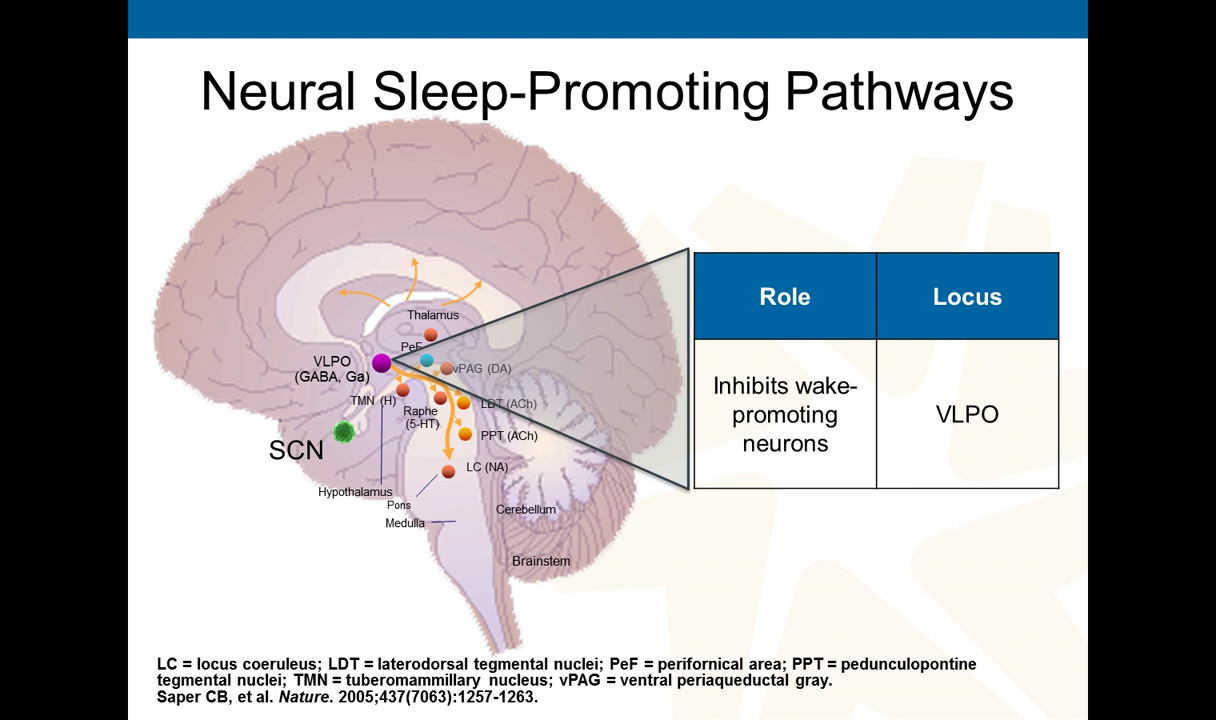 Neural Sleep-Promoting Pathways
Thalamus
PeF
VLPO
(GABA, Ga)
vPAG (DA)
TMN (H)
Raphe
(5-HT)
LDT (ACh)
PPT (ACh)
SCN
LC (NA)
Hypothalamus
Pons
Medulla
Cerebellum
Brainstem
Role
Locus
Inhibits wake-
promoting
neurons
VLPO
LC = locus coeruleus; LDT = laterodorsal tegmental nuclei; PeF = perifornical area; PPT = pedunculopontine
tegmental nuclei; TMN = tuberomammillary nucleus; vPAG = ventral periaqueductal gray.
Saper CB, et al. Nature. 2005;437(7063):1257-1263.